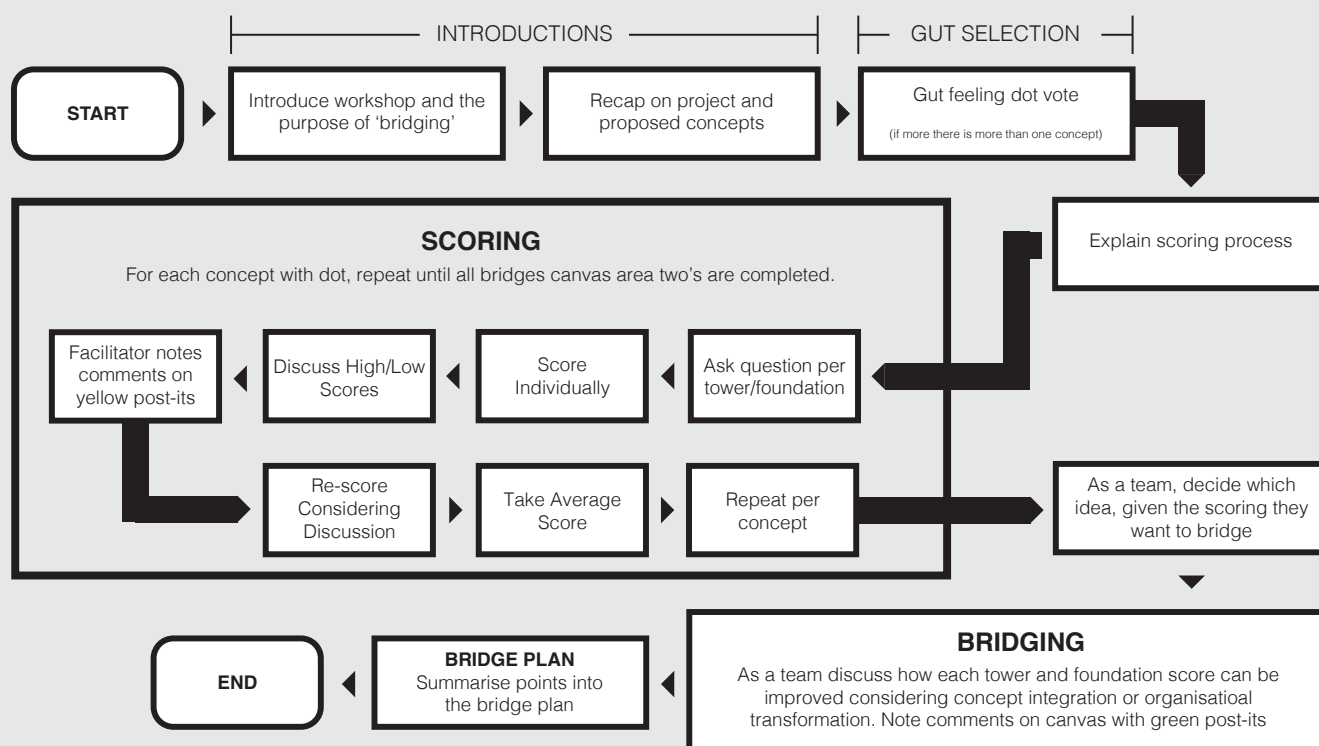 INTRODUCTIONS
GUT SELECTION
START
Introduce workshop and the
purpose of ‘bridging’
Recap on project and
proposed concepts
Gut feeling dot vote
(if more there is more than one concept)
Explain scoring process
SCORING
For each concept with dot, repeat until all bridges canvas area two's are completed.
Ask question per
tower/foundation
Score
Individually
Discuss High/Low
Scores
Facilitator notes
comments on
yellow post-its
Re-score
Considering
Discussion
Take Average
Score
Repeat per
concept
As a team, decide which
idea, given the scoring they
want to bridge
BRIDGING
As a team discuss how each tower and foundation score can be
improved considering concept integration or organisatioal
transformation. Note comments on canvas with green post-its
BRIDGE PLAN
Summarise points into
the bridge plan
END